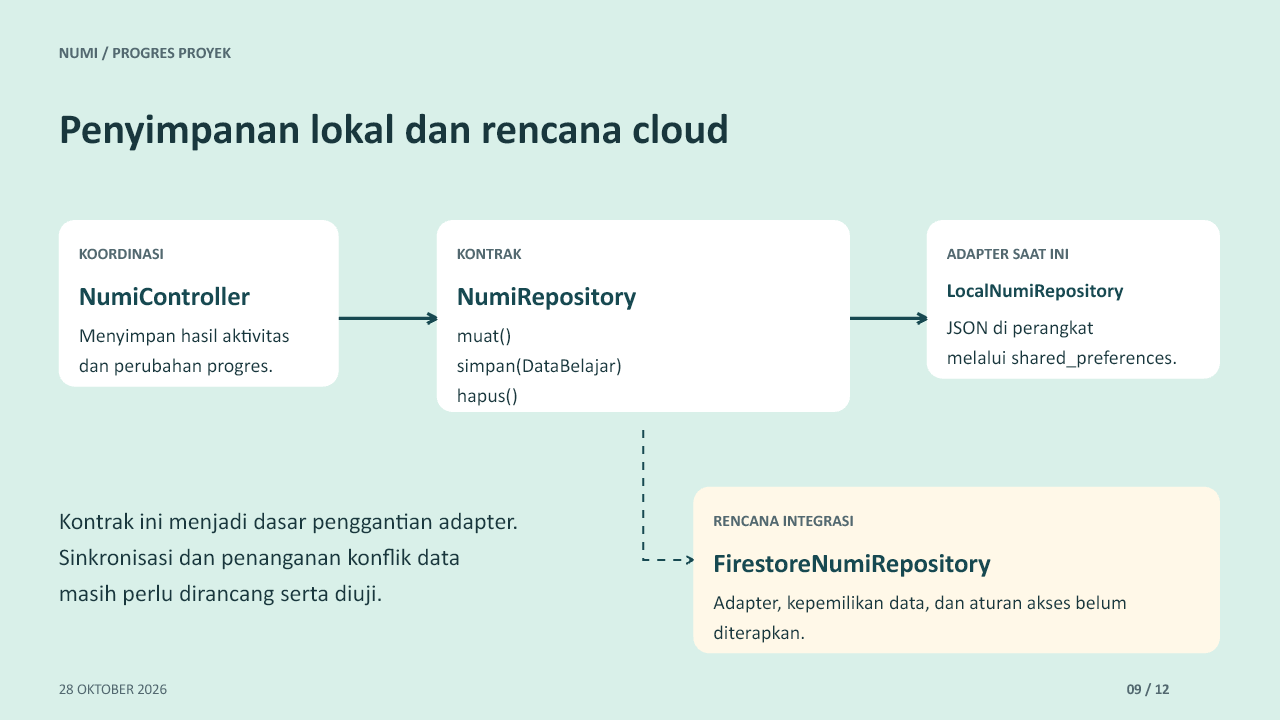 NUMI / PROGRES PROYEK
Penyimpanan lokal dan rencana cloud
KOORDINASI
NumiController
Menyimpan hasil aktivitas
dan perubahan progres.
KONTRAK
NumiRepository
muat()
simpan(DataBelajar)
hapus()
ADAPTER SAAT INI
LocalNumiRepository
JSON di perangkat
melalui shared_preferences.
Kontrak ini menjadi dasar penggantian adapter.
Sinkronisasi dan penanganan konflik data
masih perlu dirancang serta diuji.
RENCANA INTEGRASI
FirestoreNumiRepository
Adapter, kepemilikan data, dan aturan akses belum
diterapkan.
28 OKTOBER 2026
09 / 12